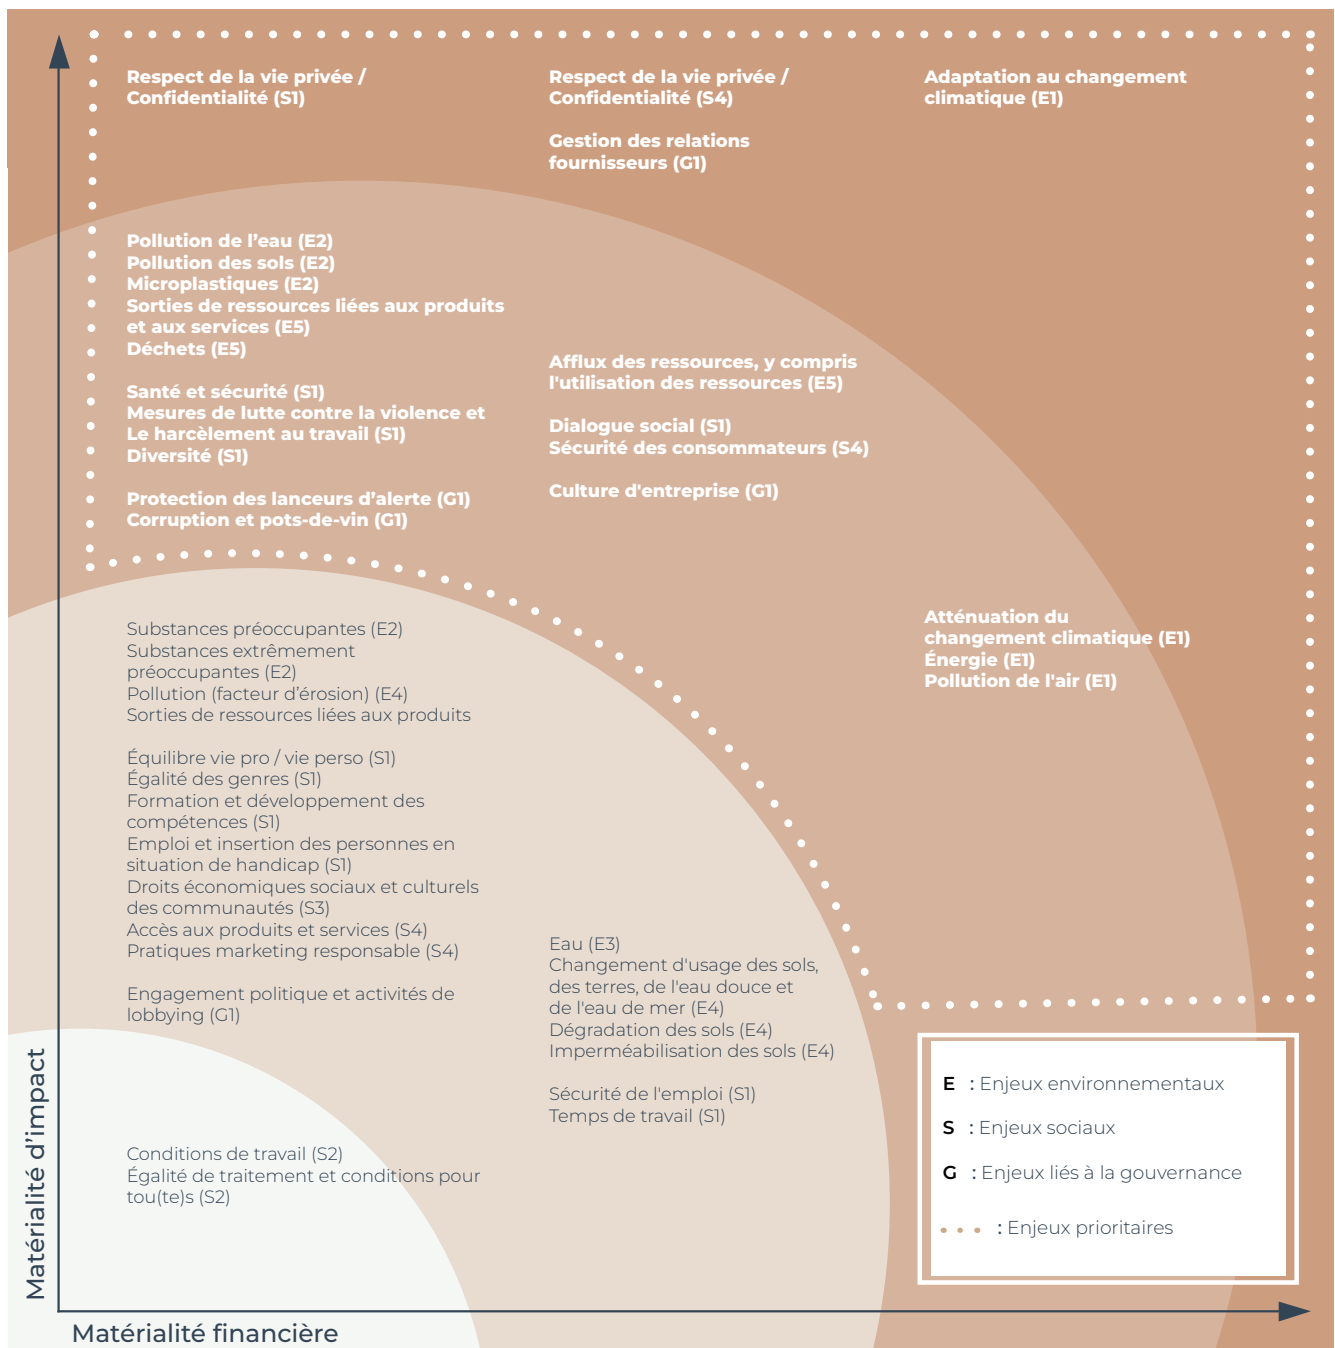 Respect de la vie privée /
Confidentialité (S1)
Respect de la vie privée /
Confidentialité (S4)
Gestion des relations
fournisseurs (G1)
Adaptation au changement
climatique (E1)
Pollution de l'eau (E2)
Pollution des sols (E2)
Microplastiques (E2)
Sorties de ressources liées aux produits
et aux services (E5)
Déchets (E5)
Santé et sécurité (S1)
Mesures de lutte contre la violence et
Le harcèlement au travail (S1)
Diversité (S1)
Protection des lanceurs d'alerte (G1)
Corruption et pots-de-vin (G1)
Afflux des ressources, y compris
l'utilisation des ressources (E5)
Dialogue social (S1)
Sécurité des consommateurs (S4)
Culture d'entreprise (G1)
Atténuation du
changement climatique (E1)
Énergie (E1)
Pollution de l'air (E1)
Substances préoccupantes (E2)
Substances extrêmement
préoccupantes (E2)
Pollution (facteur d'érosion) (E4)
Sorties de ressources liées aux produits
Équilibre vie pro / vie perso (S1)
Égalité des genres (S1)
Formation et développement des
compétences (S1)
Emploi et insertion des personnes en
situation de handicap (S1)
Droits économiques sociaux et culturels
des communautés (S3)
Accès aux produits et services (S4)
Pratiques marketing responsable (S4)
Engagement politique et activités de
lobbying (G1)
Eau (E3)
Changement d'usage des sols,
des terres, de l'eau douce et
de l'eau de mer (E4)
Dégradation des sols (E4)
Imperméabilisation des sols (E4)
Sécurité de l'emploi (S1)
Temps de travail (S1)
Conditions de travail (S2)
Égalité de traitement et conditions pour
tou(te)s (S2)
E : Enjeux environnementaux
S : Enjeux sociaux
G : Enjeux liés à la gouvernance
: Enjeux prioritaires
Matérialité d'impact
Matérialité financière